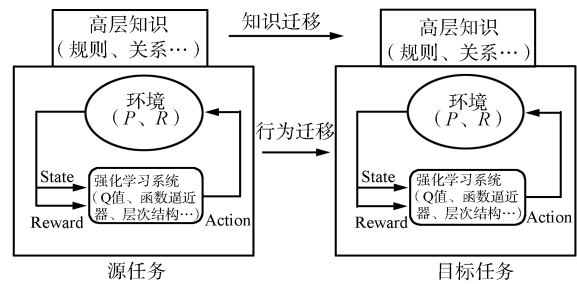 高层知识
(规则、关系…)
知识迁移
高层知识
(规则、关系…)
环境
(P、R)
State
Reward
强化学习系统
(Q值、函数逼近
器、层次结构…)
Action
行为迁移
环境
(P、R)
State
Reward
强化学习系统
(Q值、函数逼近
器、层次结构…)
Action
源任务
目标任务